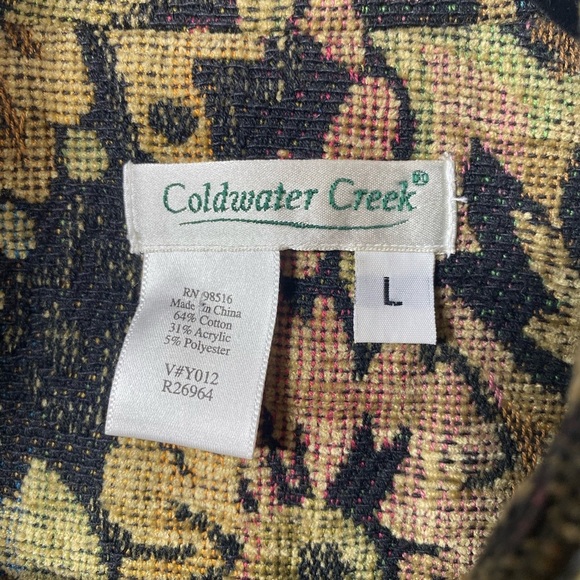 Coldwater Creek®
L
RN 98516
Made in China
64% Cotton
31% Acrylic
5% Polyester
V#Y012
R26964